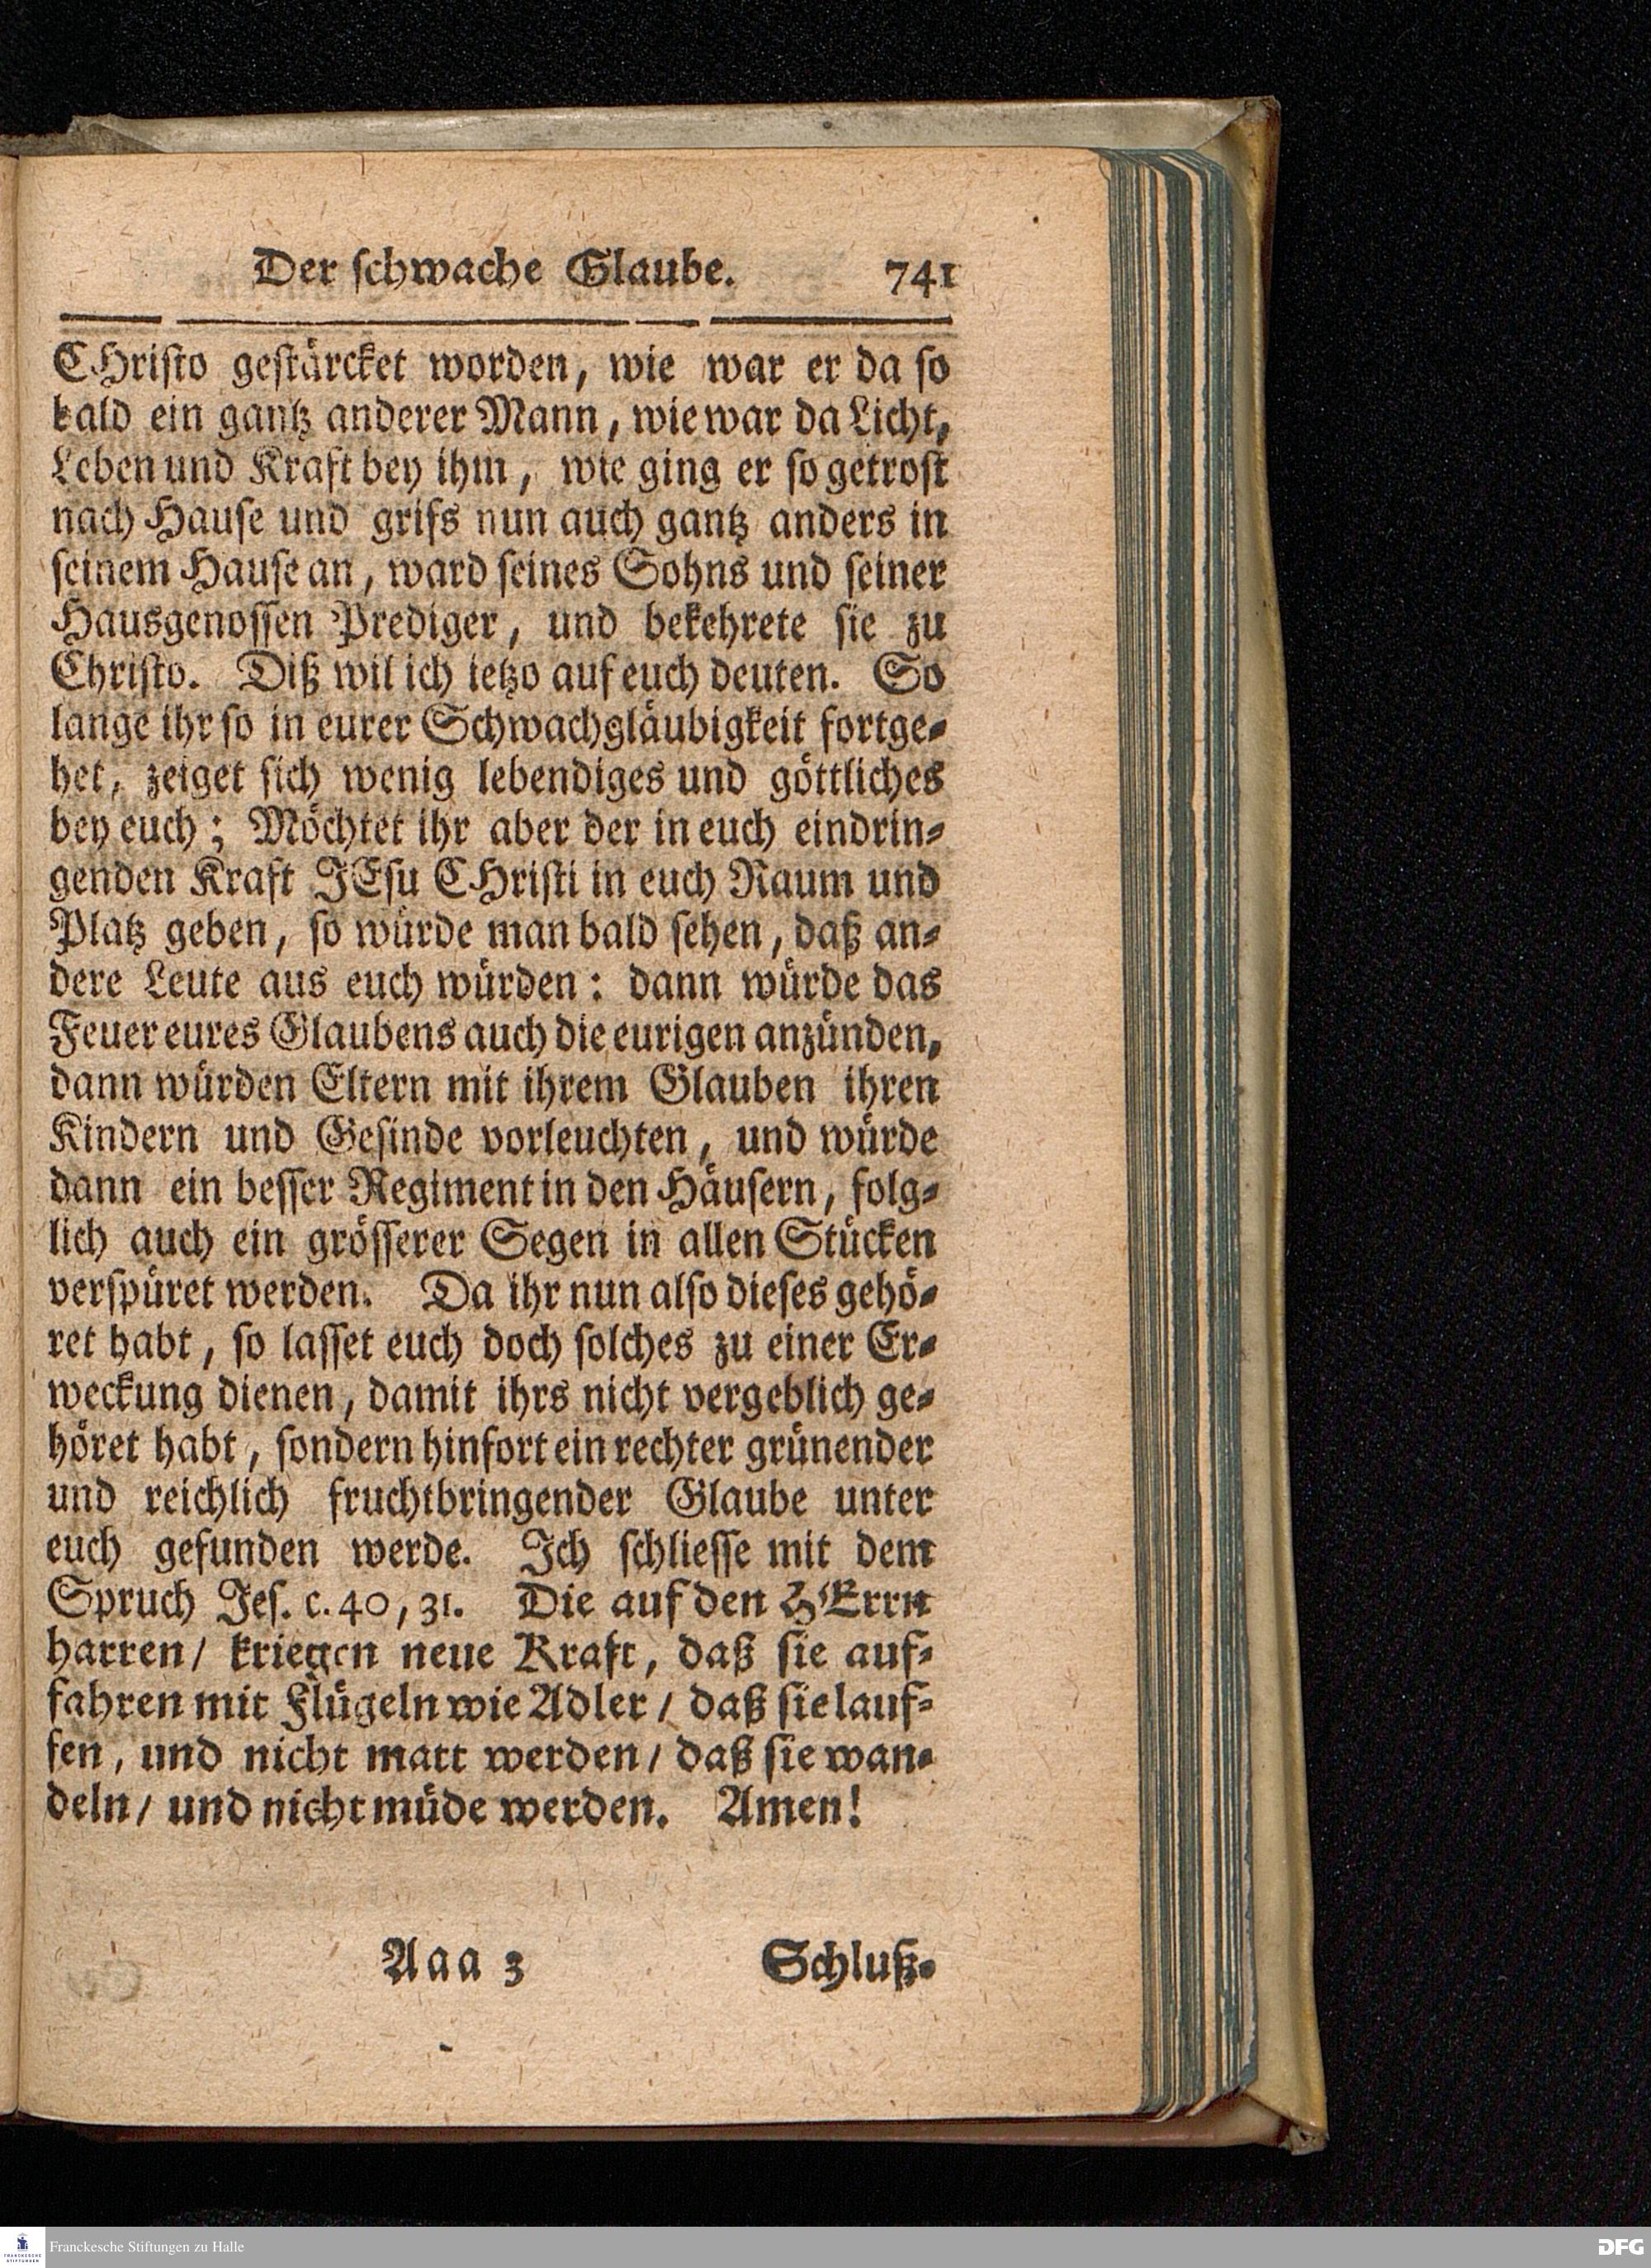 Der ſchwache Glaube. 741
CHriſto geſtärcket worden, wie war er da ſo
bald ein gantz anderer Mann, wie war da Licht,
Leben und Kraft bey ihm, wie ging er ſo getroſt
nach Hauſe und grifs nun auch gantz anders in
ſeinem Hauſe an, ward ſeines Sohns und ſeiner
Hausgenoſſen Prediger, und bekehrete ſie zu
Chriſto. Diß wil ich ietzo auf euch deuten. So
lange ihr ſo in eurer Schwachgläubigkeit fortge-
het, zeiget ſich wenig lebendiges und göttliches
bey euch; Möchtet ihr aber der in euch eindrin-
genden Kraft JEſu CHriſti in euch Raum und
Platz geben, ſo würde man bald ſehen, daß an-
dere Leute aus euch würden: dann würde das
Feuer eures Glaubens auch die eurigen anzünden,
dann würden Eltern mit ihrem Glauben ihren
Kindern und Geſinde vorleuchten, und würde
dann ein beſſer Regiment in den Häuſern, folg-
lich auch ein gröſſerer Segen in allen Stücken
verſpüret werden. Da ihr nun alſo dieſes gehö-
ret habt, ſo laſſet euch doch ſolches zu einer Er-
weckung dienen, damit ihrs nicht vergeblich ge-
höret habt, ſondern hinfort ein rechter grünender
und reichlich fruchtbringender Glaube unter
euch gefunden werde. Ich ſchlieſſe mit dem
Spruch Jeſ. c. 40, 31. Die auf den HErrn
harren/ kriegen neue Kraft, daß ſie auf-
fahren mit Flügeln wie Adler/ daß ſie lauf-
fen, und nicht matt werden/ daß ſie wan-
deln/ und nicht müde werden. Amen!
Aaa 3 Schluß-
FRANCKESCHE STIFTUNGEN
Franckesche Stiftungen zu Halle
DFG